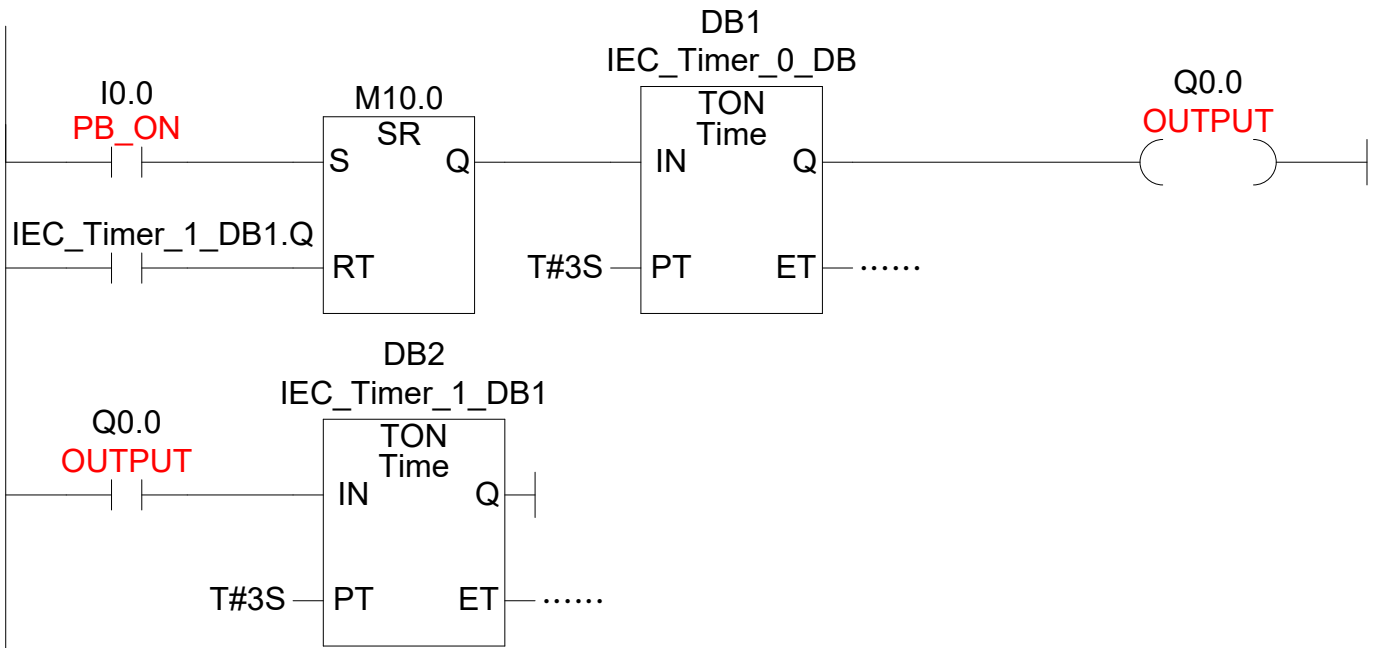 DB1
IEC_Timer_0_DB
I0.0
PB_ON
M10.0
SR
TON
Time
Q0.0
OUTPUT
S
Q
IN
Q
IEC_Timer_1_DB1.Q
RT
T#3S
PT
ET
......
DB2
IEC_Timer_1_DB1
Q0.0
OUTPUT
TON
Time
IN
Q
T#3S
PT
ET
......